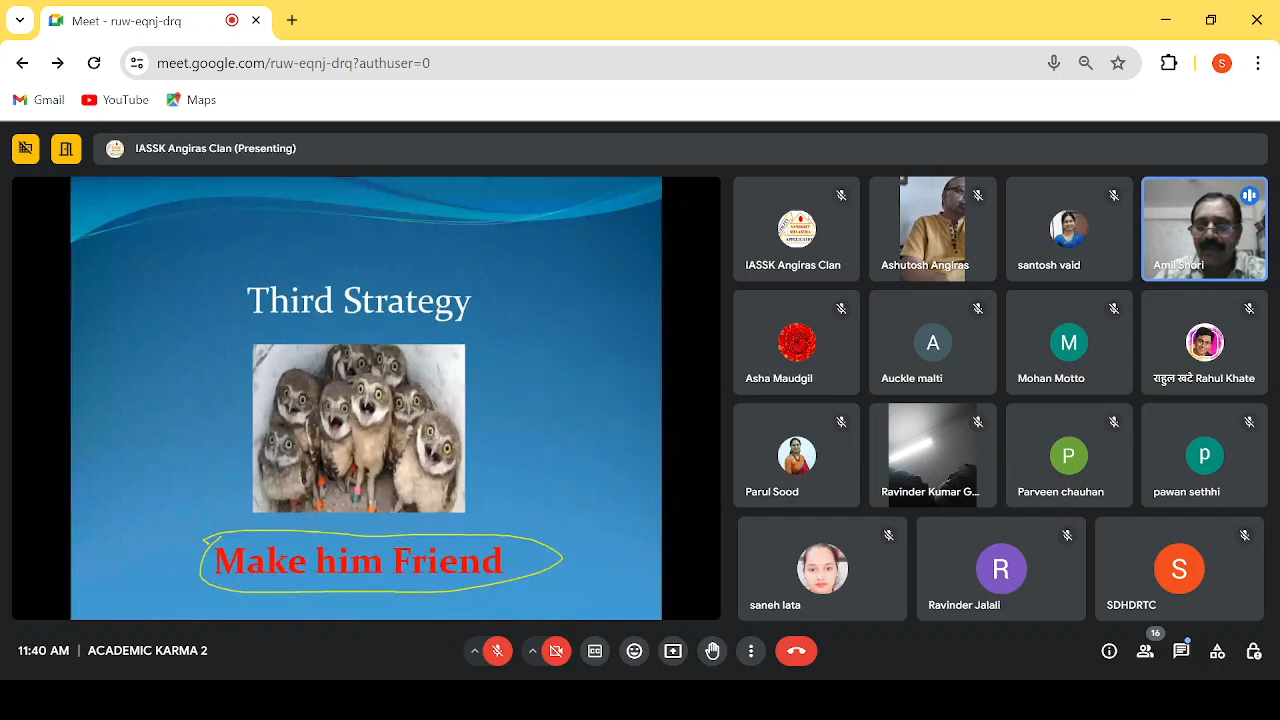 Meet - ruw-eqnj-drq
meet.google.com/ruw-eqnj-drq?authuser=0
S
Gmail
YouTube
Maps
IASSK Angiras Clan (Presenting)
Third Strategy
Make him Friend
IASSK Angiras Clan
Ashutosh Angiras
santosh vaid
Amil Shori
Asha Maudgil
A
Auckle malti
M
Mohan Motto
राहुल खटे Rahul Khate
Parul Sood
Ravinder Kumar G...
P
Parveen chauhan
p
pawan sethhi
saneh lata
R
Ravinder Jalali
S
SDHDRTC
11:40 AM | ACADEMIC KARMA 2
16